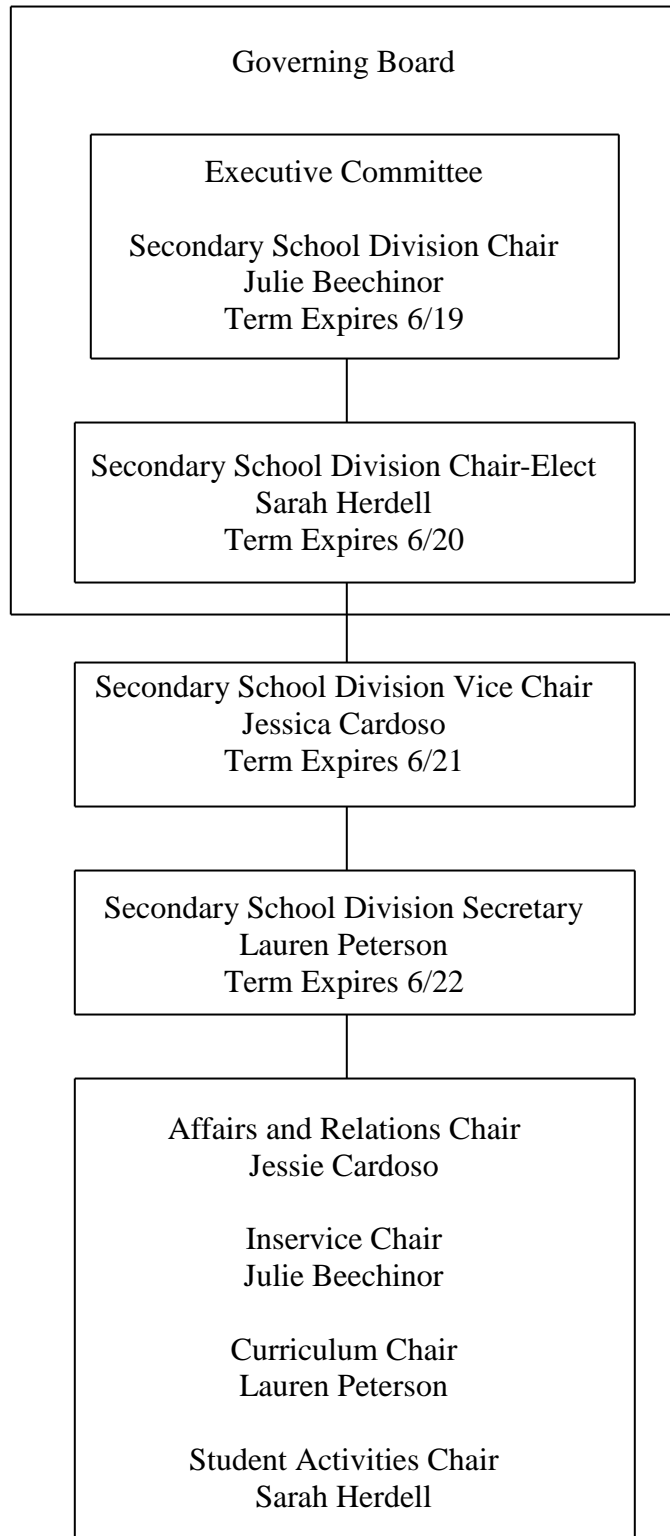 Governing Board
Executive Committee
Secondary School Division Chair
Julie Beechinor
Term Expires 6/19
Secondary School Division Chair-Elect
Sarah Herdell
Term Expires 6/20
Secondary School Division Vice Chair
Jessica Cardoso
Term Expires 6/21
Secondary School Division Secretary
Lauren Peterson
Term Expires 6/22
Affairs and Relations Chair
Jessie Cardoso
Inservice Chair
Julie Beechinor
Curriculum Chair
Lauren Peterson
Student Activities Chair
Sarah Herdell